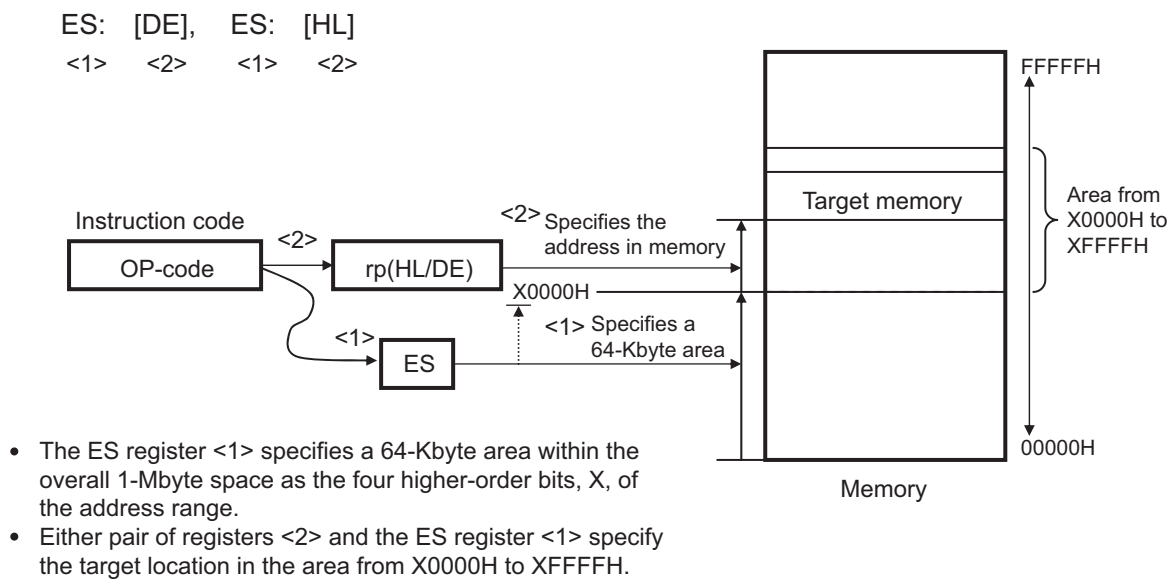 ES: [DE], ES: [HL]
<1> <2> <1> <2>
FFFFFH
Target memory
Area from
X0000H to
XFFFFH
Instruction code
OP-code
<2>
rp(HL/DE)
<2> Specifies the
address in memory
X0000H
<1>
ES
<1> Specifies a
64-Kbyte area
00000H
Memory
• The ES register <1> specifies a 64-Kbyte area within the
overall 1-Mbyte space as the four higher-order bits, X, of
the address range.
• Either pair of registers <2> and the ES register <1> specify
the target location in the area from X0000H to XFFFFH.